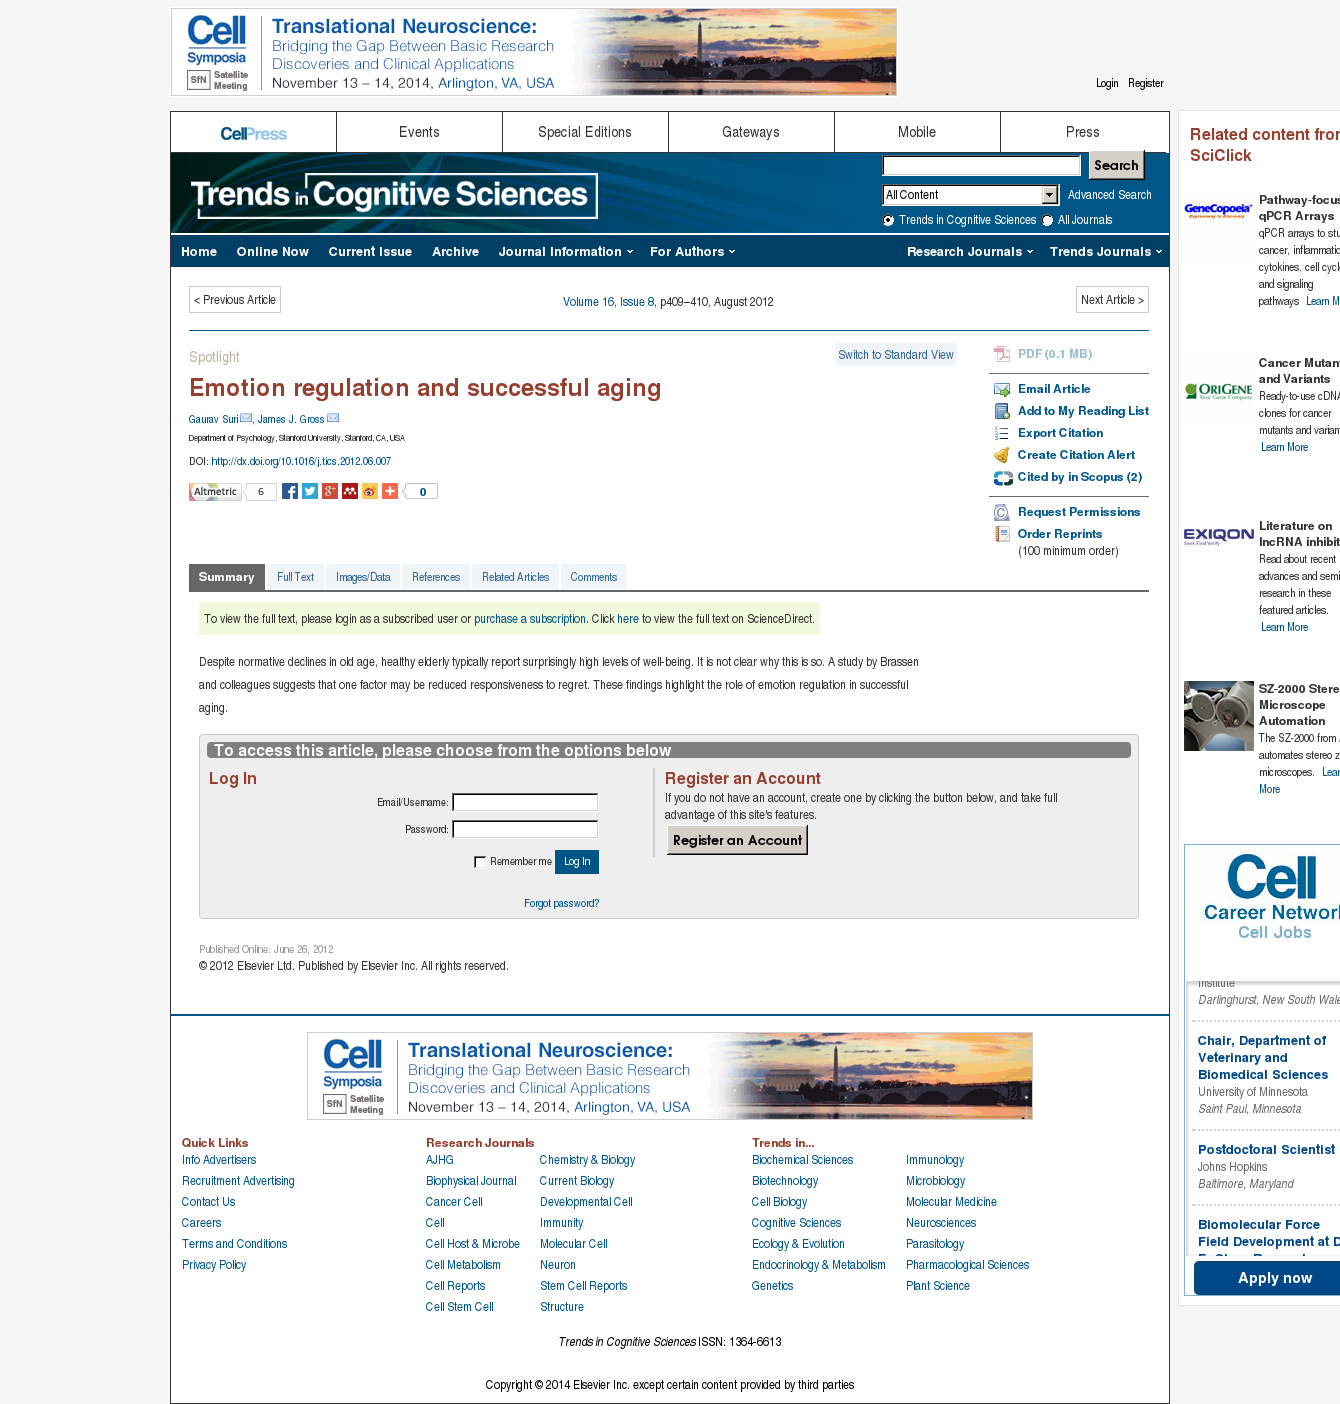 Cell Symposia
SfN Satellite Meeting
Translational Neuroscience:
Bridging the Gap Between Basic Research
Discoveries and Clinical Applications
November 13 – 14, 2014, Arlington, VA, USA
Login Register
CellPress Events Special Editions Gateways Mobile Press
Trends in Cognitive Sciences
Search
All Content Advanced Search
Trends in Cognitive Sciences All Journals
Home Online Now Current Issue Archive Journal Information For Authors Research Journals Trends Journals
< Previous Article Volume 16, Issue 8, p409–410, August 2012 Next Article >
Spotlight Switch to Standard View
Emotion regulation and successful aging
Gaurav Suri, James J. Gross
Department of Psychology, Stanford University, Stanford, CA, USA
DOI: http://dx.doi.org/10.1016/j.tics.2012.06.007
Altmetric 6 0
PDF (0.1 MB)
Email Article
Add to My Reading List
Export Citation
Create Citation Alert
Cited by in Scopus (2)
Request Permissions
Order Reprints
(100 minimum order)
Summary Full Text Images/Data References Related Articles Comments
To view the full text, please login as a subscribed user or purchase a subscription. Click here to view the full text on ScienceDirect.
Despite normative declines in old age, healthy elderly typically report surprisingly high levels of well-being. It is not clear why this is so. A study by Brassen
and colleagues suggests that one factor may be reduced responsiveness to regret. These findings highlight the role of emotion regulation in successful
aging.
To access this article, please choose from the options below
Log In
Email/Username:
Password:
Remember me Log In
Forgot password?
Register an Account
If you do not have an account, create one by clicking the button below, and take full
advantage of this site's features.
Register an Account
Published Online: June 26, 2012
© 2012 Elsevier Ltd. Published by Elsevier Inc. All rights reserved.
Cell Symposia
SfN Satellite Meeting
Translational Neuroscience:
Bridging the Gap Between Basic Research
Discoveries and Clinical Applications
November 13 – 14, 2014, Arlington, VA, USA
Quick Links
Info Advertisers
Recruitment Advertising
Contact Us
Careers
Terms and Conditions
Privacy Policy
Research Journals
AJHG Chemistry & Biology
Biophysical Journal Current Biology
Cancer Cell Developmental Cell
Cell Immunity
Cell Host & Microbe Molecular Cell
Cell Metabolism Neuron
Cell Reports Stem Cell Reports
Cell Stem Cell Structure
Trends in...
Biochemical Sciences Immunology
Biotechnology Microbiology
Cell Biology Molecular Medicine
Cognitive Sciences Neurosciences
Ecology & Evolution Parasitology
Endocrinology & Metabolism Pharmacological Sciences
Genetics Plant Science
Trends in Cognitive Sciences ISSN: 1364-6613
Copyright © 2014 Elsevier Inc. except certain content provided by third parties
Related content fro
SciClick
GeneCopoeia
Expressway to discovery
Pathway-focus
qPCR Arrays
qPCR arrays to stu
cancer, inflammatio
cytokines, cell cycl
and signaling
pathways Learn M
ORIGENE
Your Gene Company
Cancer Mutan
and Variants
Ready-to-use cDNA
clones for cancer
mutants and varian
Learn More
EXIQON
Seek Find Verify
Literature on
lncRNA inhibit
Read about recent
advances and semi
research in these
featured articles.
Learn More
SZ-2000 Stere
Microscope
Automation
The SZ-2000 from
automates stereo z
microscopes. Lear
More
Cell
Career Network
Cell Jobs
Institute
Darlinghurst, New South Wale
Chair, Department of
Veterinary and
Biomedical Sciences
University of Minnesota
Saint Paul, Minnesota
Postdoctoral Scientist
Johns Hopkins
Baltimore, Maryland
Biomolecular Force
Field Development at D
Apply now